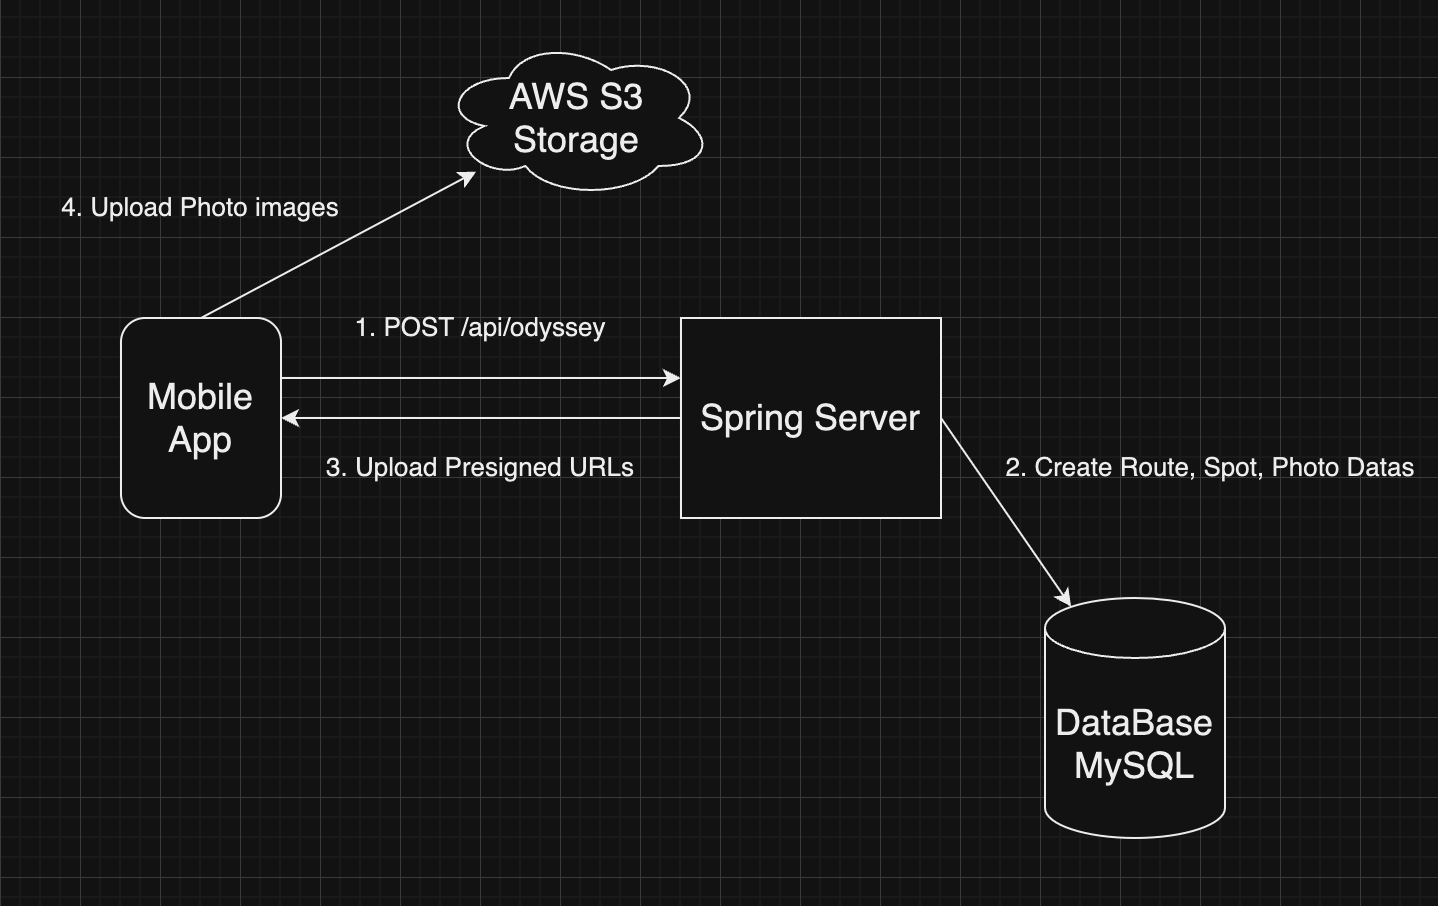 AWS S3
Storage
4. Upload Photo images
1. POST /api/odyssey
Mobile
App
Spring Server
3. Upload Presigned URLs
2. Create Route, Spot, Photo Datas
DataBase
MySQL